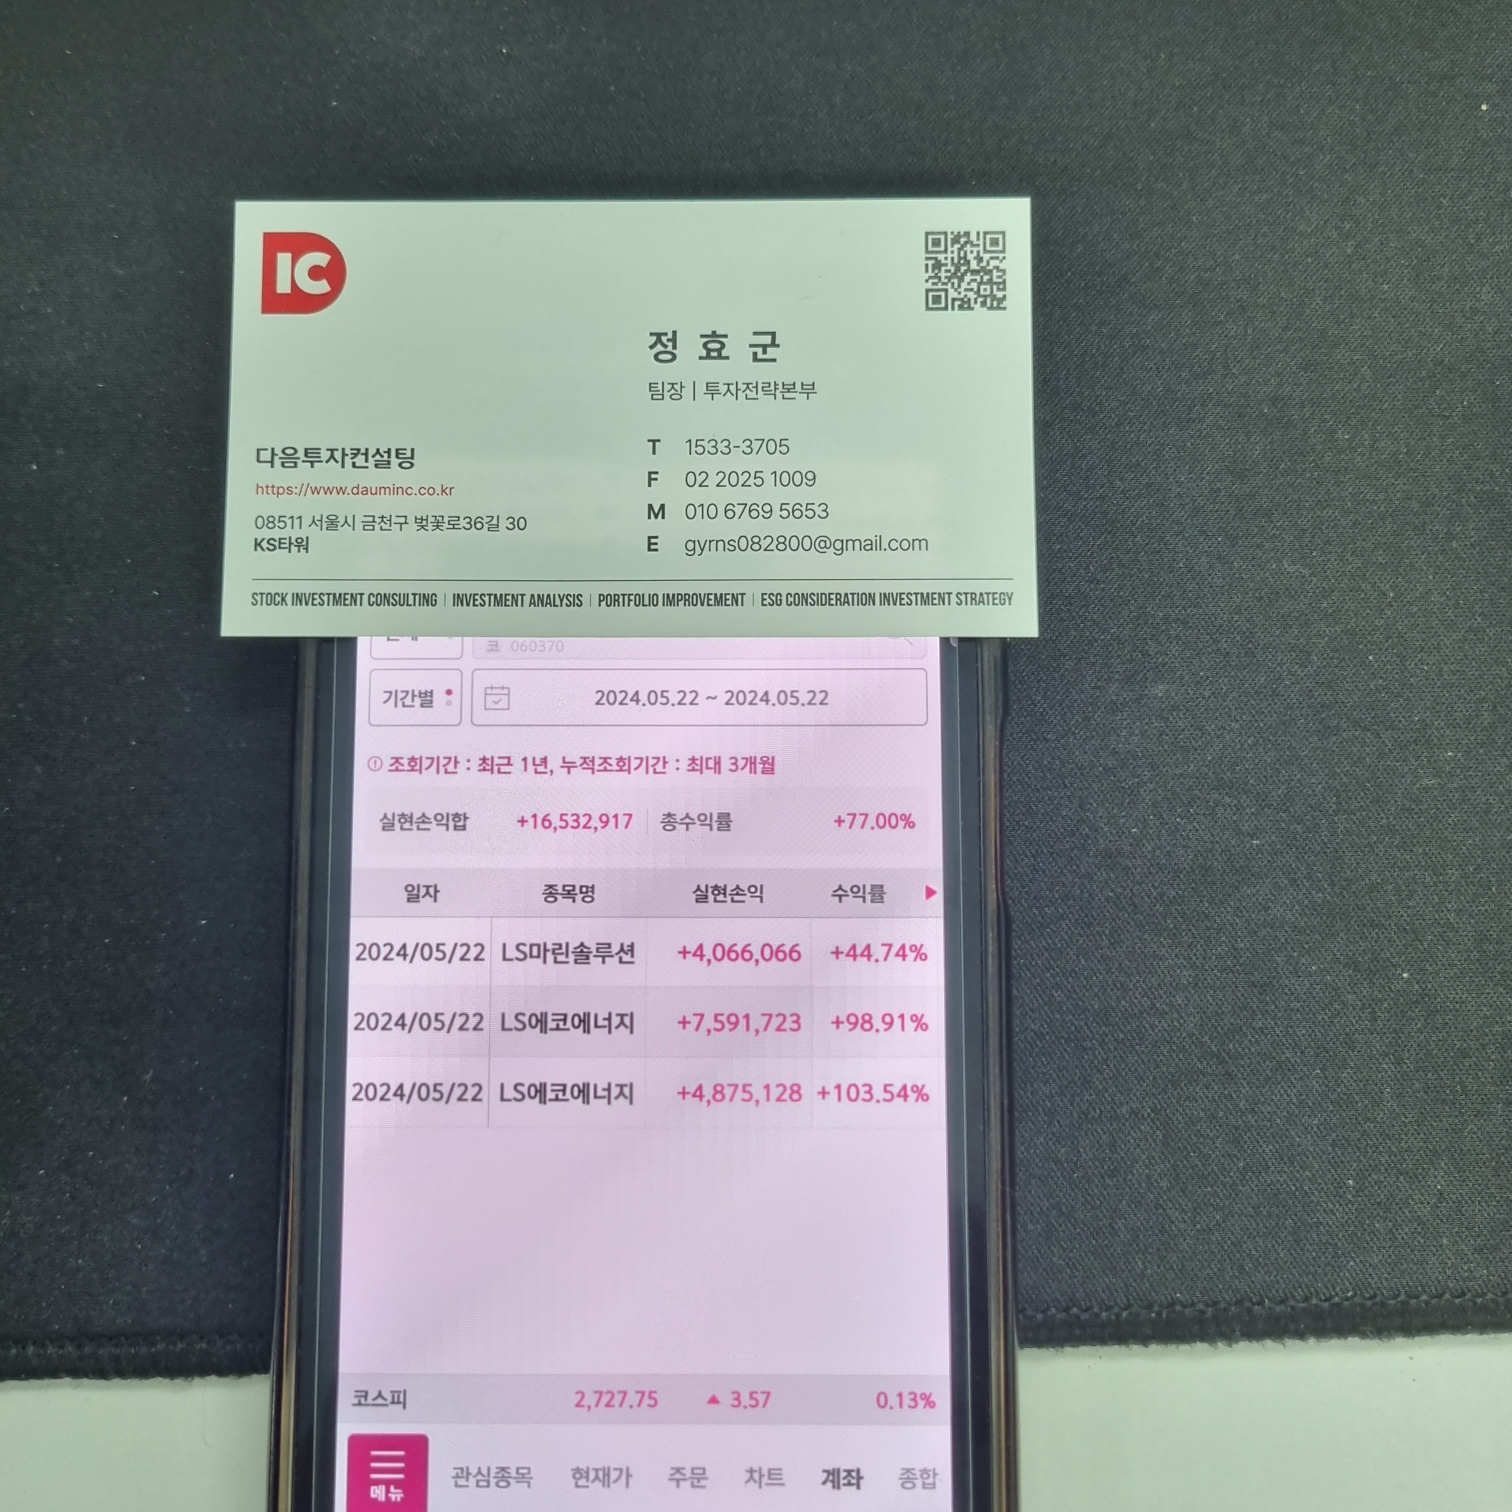 IC
정효군
팀장 | 투자전략본부
다음투자컨설팅
https://www.dauminc.co.kr
08511 서울시 금천구 벚꽃로36길 30
KS타워
T 1533-3705
F 02 2025 1009
M 010 6769 5653
E gyrns082800@gmail.com
STOCK INVESTMENT CONSULTING | INVESTMENT ANALYSIS | PORTFOLIO IMPROVEMENT | ESG CONSIDERATION INVESTMENT STRATEGY
코 060370
기간별 2024.05.22 ~ 2024.05.22
조회기간 : 최근 1년, 누적조회기간 : 최대 3개월
실현손익합 +16,532,917 총수익률 +77.00%
일자 종목명 실현손익 수익률
2024/05/22 LS마린솔루션 +4,066,066 +44.74%
2024/05/22 LS에코에너지 +7,591,723 +98.91%
2024/05/22 LS에코에너지 +4,875,128 +103.54%
코스피 2,727.75 ▲ 3.57 0.13%
메뉴 관심종목 현재가 주문 차트 계좌 종합